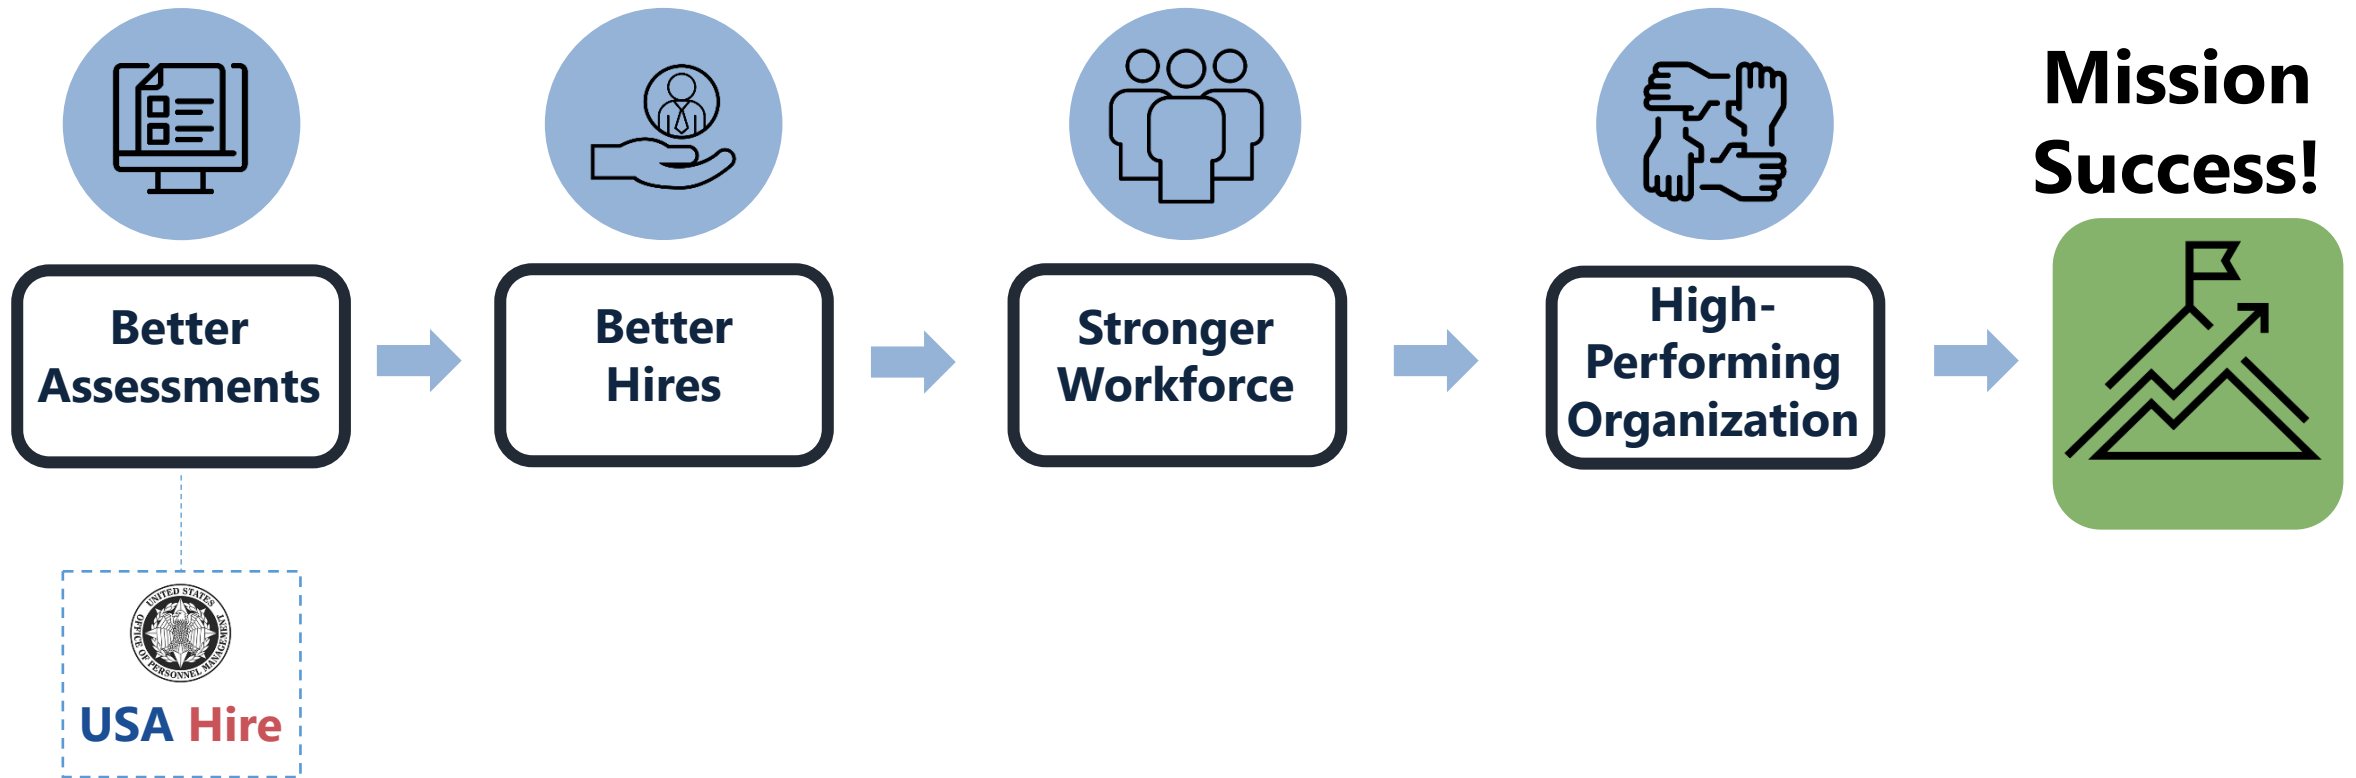 Better
Assessments
Better
Hires
Stronger
Workforce
High-
Performing
Organization
Mission
Success!
UNITED STATES
OFFICE OF PERSONNEL MANAGEMENT
USA Hire